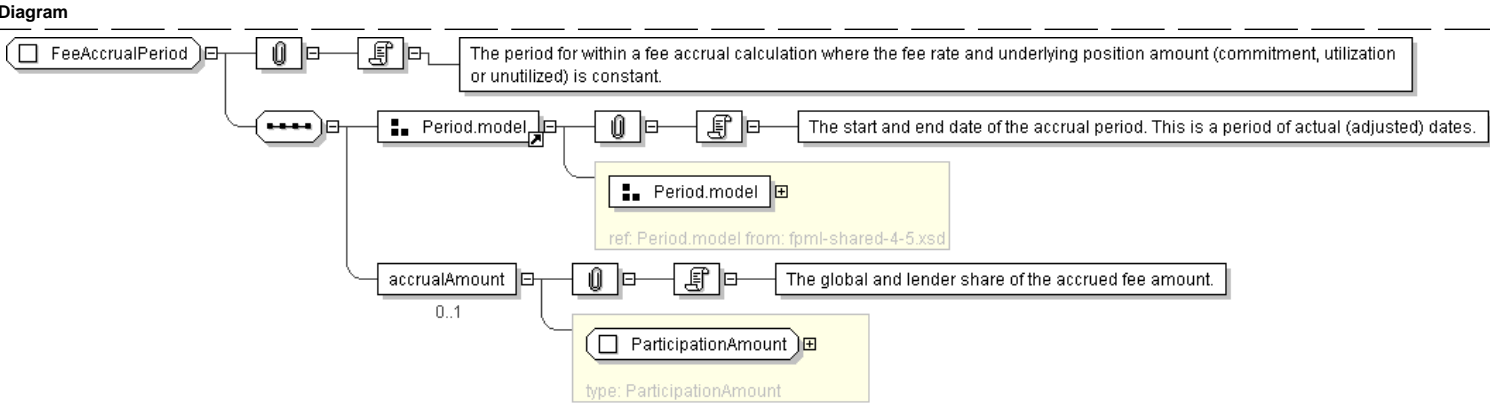 Diagram
FeeAccrualPeriod
The period for within a fee accrual calculation where the fee rate and underlying position amount (commitment, utilization
or unutilized) is constant.
Period.model
The start and end date of the accrual period. This is a period of actual (adjusted) dates.
Period.model
ref: Period.model from: fpml-shared-4-5.xsd
accrualAmount
The global and lender share of the accrued fee amount.
0..1
ParticipationAmount
type: ParticipationAmount